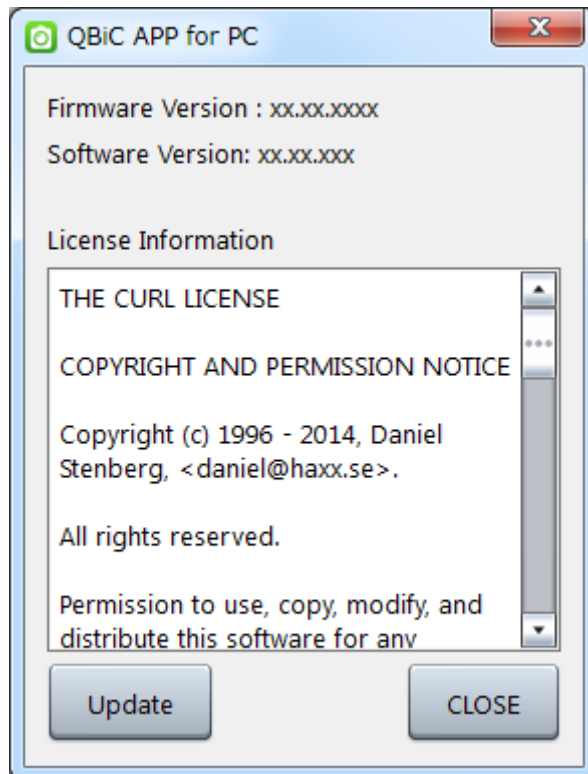 QBiC APP for PC
Firmware Version : xx.xx.xxxx
Software Version: xx.xx.xxx
License Information
THE CURL LICENSE
COPYRIGHT AND PERMISSION NOTICE
Copyright (c) 1996 - 2014, Daniel
Stenberg, <daniel@haxx.se>.
All rights reserved.
Permission to use, copy, modify, and
distribute this software for any
Update CLOSE